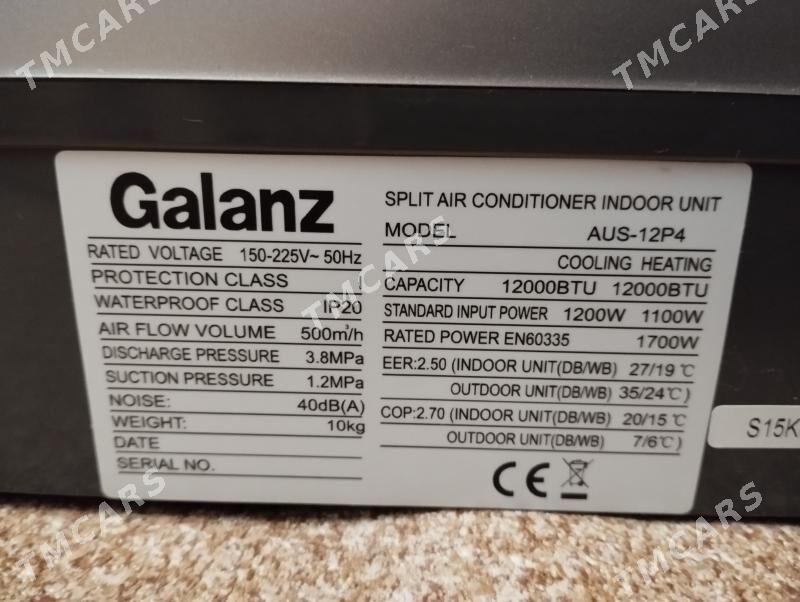 TMCARS
TMCARS
Galanz
RATED VOLTAGE 150-225V~ 50Hz
PROTECTION CLASS I
WATERPROOF CLASS IP20
AIR FLOW VOLUME 500m³/h
DISCHARGE PRESSURE 3.8MPa
SUCTION PRESSURE 1.2MPa
NOISE: 40dB(A)
WEIGHT: 10kg
DATE
SERIAL NO.
SPLIT AIR CONDITIONER INDOOR UNIT
MODEL AUS-12P4
COOLING HEATING
CAPACITY 12000BTU 12000BTU
STANDARD INPUT POWER 1200W 1100W
RATED POWER EN60335 1700W
EER:2.50 (INDOOR UNIT(DB/WB) 27/19℃
OUTDOOR UNIT(DB/WB) 35/24℃)
COP:2.70 (INDOOR UNIT(DB/WB) 20/15℃
OUTDOOR UNIT(DB/WB) 7/6℃)
CE
S15K
TMCARS
TMCARS
TMCARS